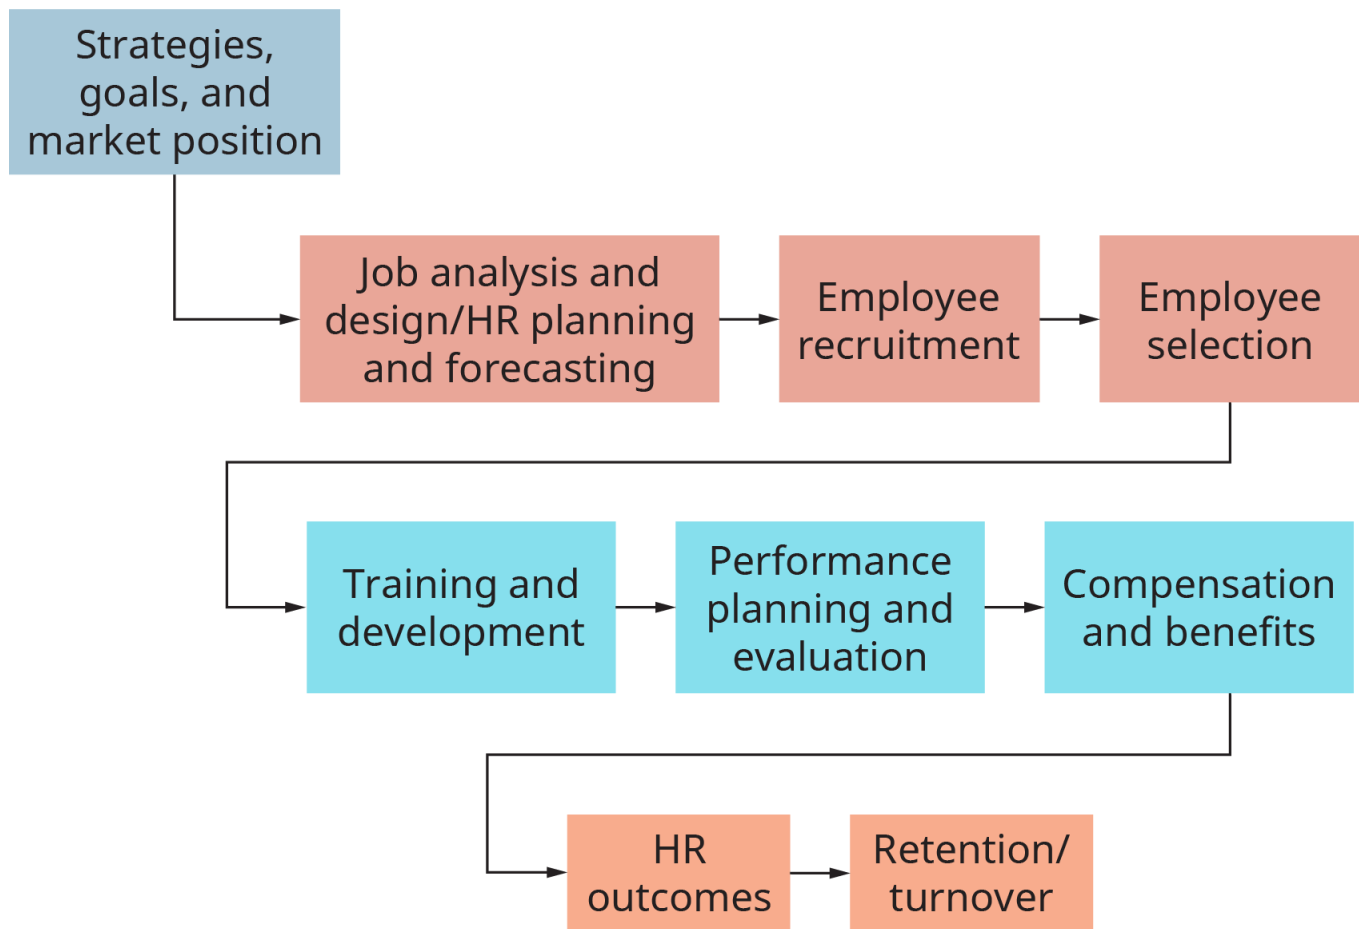 Strategies,
goals, and
market position
Job analysis and
design/HR planning
and forecasting
Employee
recruitment
Employee
selection
Training and
development
Performance
planning and
evaluation
Compensation
and benefits
HR
outcomes
Retention/
turnover